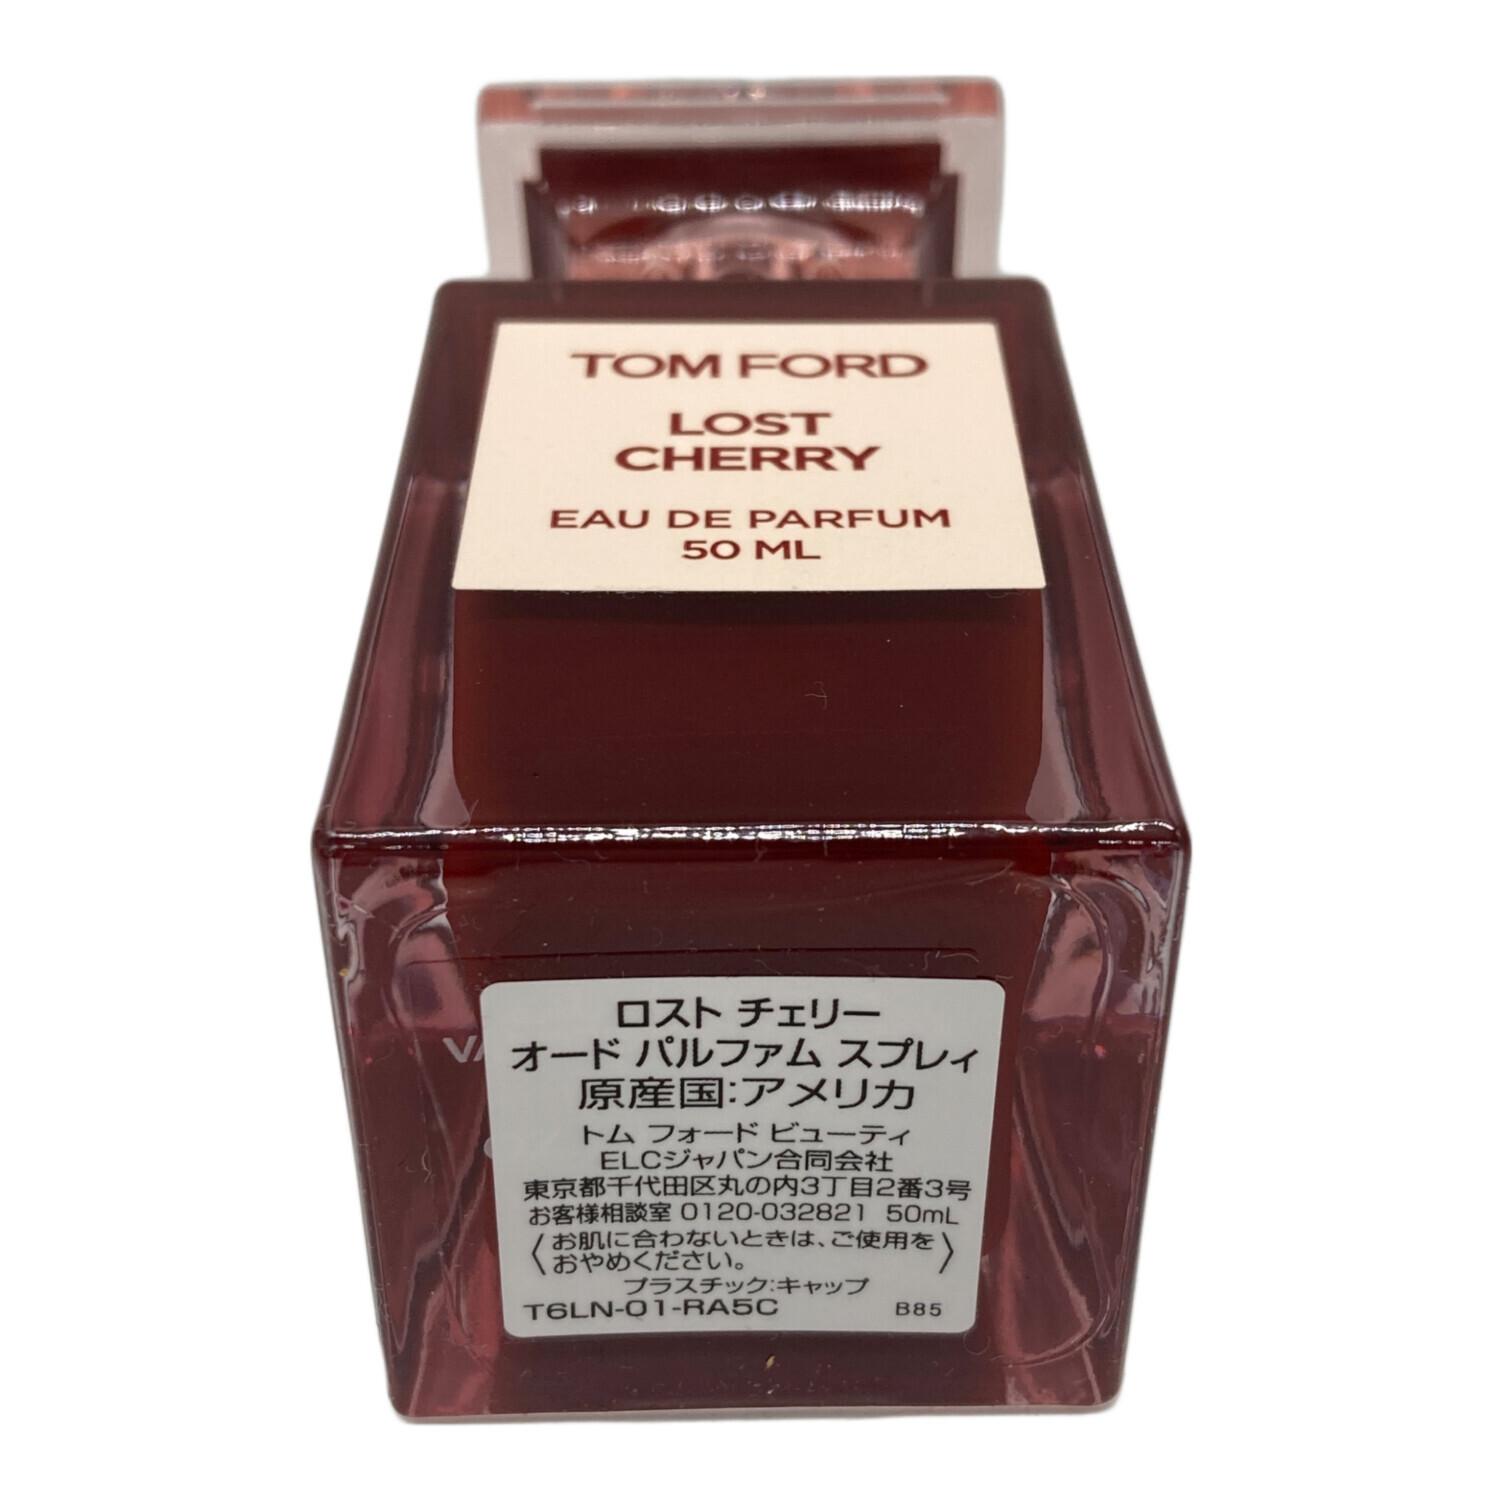 TOM FORD
LOST
CHERRY
EAU DE PARFUM
50 ML
ロスト チェリー
オード パルファム スプレィ
原産国:アメリカ
トム フォード ビューティ
ELCジャパン合同会社
東京都千代田区丸の内3丁目2番3号
お客様相談室 0120-032821 50mL
〈お肌に合わないときは、ご使用を
おやめください。〉
プラスチック:キャップ
T6LN-01-RA5C B85